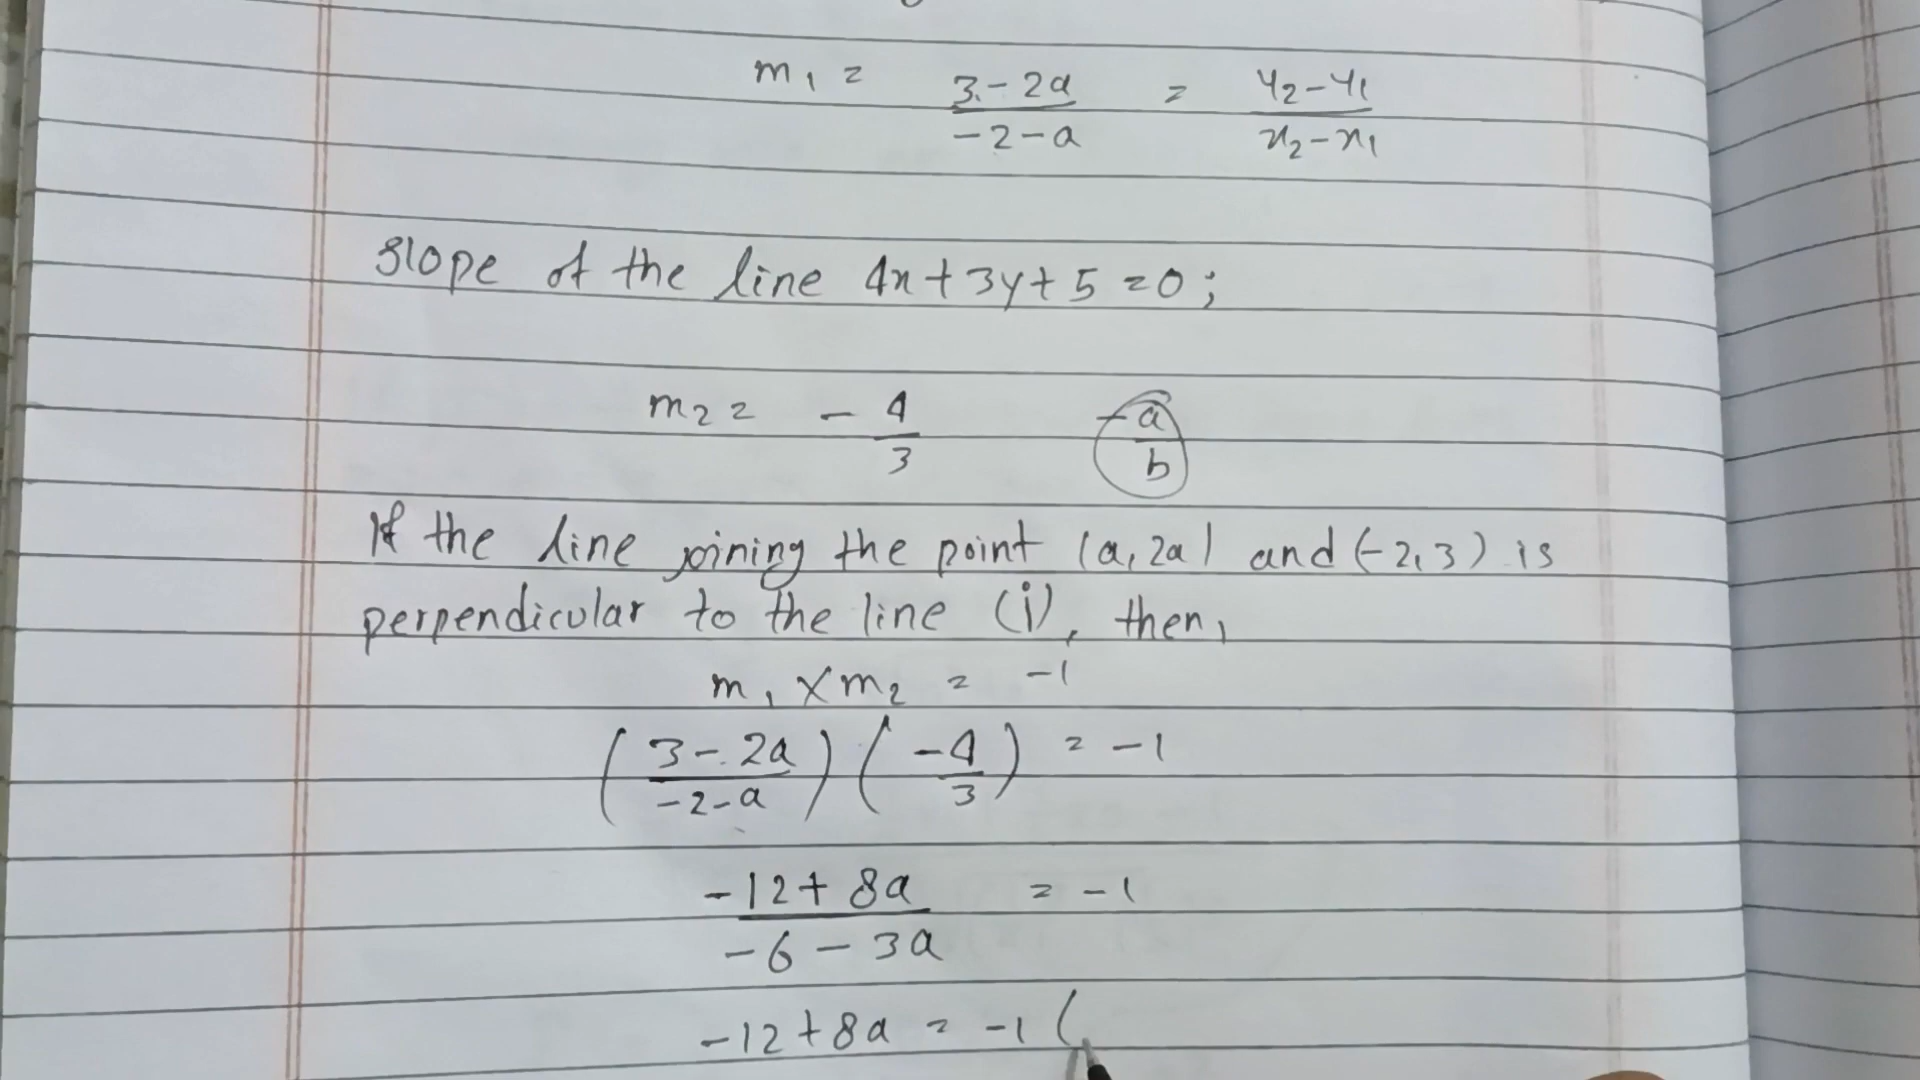 m₁ = 3 - 2a / -2 - a = y₂ - y₁ / x₂ - x₁
Slope of the line 4x + 3y + 5 = 0 ;
m₂ = - 4/3   -a/b
If the line joining the point (a, 2a) and (-2, 3) is
perpendicular to the line (i), then,
m₁ × m₂ = -1
(3 - 2a / -2 - a) (-4/3) = -1
-12 + 8a / -6 - 3a = -1
-12 + 8a = -1 (